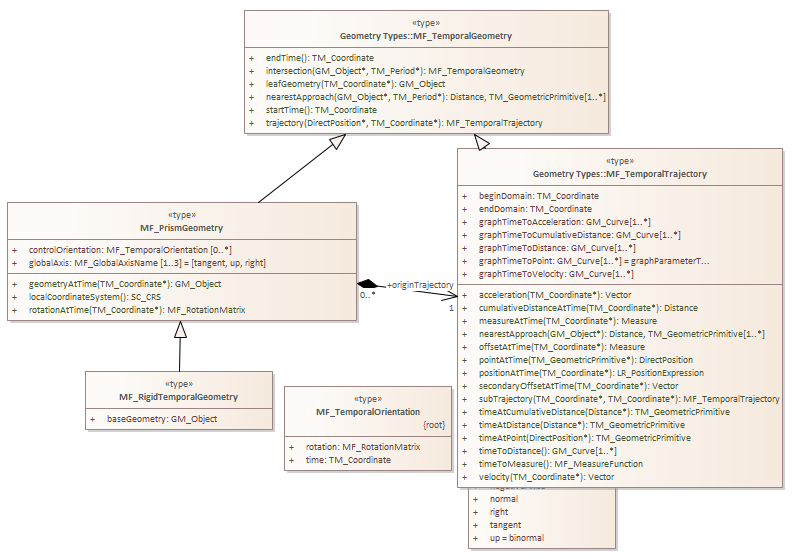 «type»
Geometry Types::MF_TemporalGeometry
+ endTime(): TM_Coordinate
+ intersection(GM_Object*, TM_Period*): MF_TemporalGeometry
+ leafGeometry(TM_Coordinate*): GM_Object
+ nearestApproach(GM_Object*, TM_Period*): Distance, TM_GeometricPrimitive[1..*]
+ startTime(): TM_Coordinate
+ trajectory(DirectPosition*, TM_Coordinate*): MF_TemporalTrajectory
«type»
Geometry Types::MF_TemporalTrajectory
+ beginDomain: TM_Coordinate
+ endDomain: TM_Coordinate
+ graphTimeToAcceleration: GM_Curve[1..*]
+ graphTimeToCumulativeDistance: GM_Curve[1..*]
+ graphTimeToDistance: GM_Curve[1..*]
+ graphTimeToPoint: GM_Curve[1..*] = graphParameterT...
+ graphTimeToVelocity: GM_Curve[1..*]
+ acceleration(TM_Coordinate*): Vector
+ cumulativeDistanceAtTime(TM_Coordinate*): Distance
+ measureAtTime(TM_Coordinate*): Measure
+ nearestApproach(GM_Object*): Distance, TM_GeometricPrimitive[1..*]
+ offsetAtTime(TM_Coordinate*): Measure
+ pointAtTime(TM_GeometricPrimitive*): DirectPosition
+ positionAtTime(TM_Coordinate*): LR_PositionExpression
+ secondaryOffsetAtTime(TM_Coordinate*): Vector
+ subTrajectory(TM_Coordinate*, TM_Coordinate*): MF_TemporalTrajectory
+ timeAtCumulativeDistance(Distance*): TM_GeometricPrimitive
+ timeAtDistance(Distance*): TM_GeometricPrimitive
+ timeAtPoint(DirectPosition*): TM_GeometricPrimitive
+ timeToDistance(): GM_Curve[1..*]
+ timeToMeasure(): MF_MeasureFunction
+ velocity(TM_Coordinate*): Vector
«type»
MF_PrismGeometry
+ controlOrientation: MF_TemporalOrientation [0..*]
+ globalAxis: MF_GlobalAxisName [1..3] = [tangent, up, right]
+ geometryAtTime(TM_Coordinate*): GM_Object
+ localCoordinateSystem(): SC_CRS
+ rotationAtTime(TM_Coordinate*): MF_RotationMatrix
+originTrajectory
0..*
1
«type»
MF_RigidTemporalGeometry
+ baseGeometry: GM_Object
«type»
MF_TemporalOrientation
{root}
+ rotation: MF_RotationMatrix
+ time: TM_Coordinate
+ normal
+ right
+ tangent
+ up = binormal